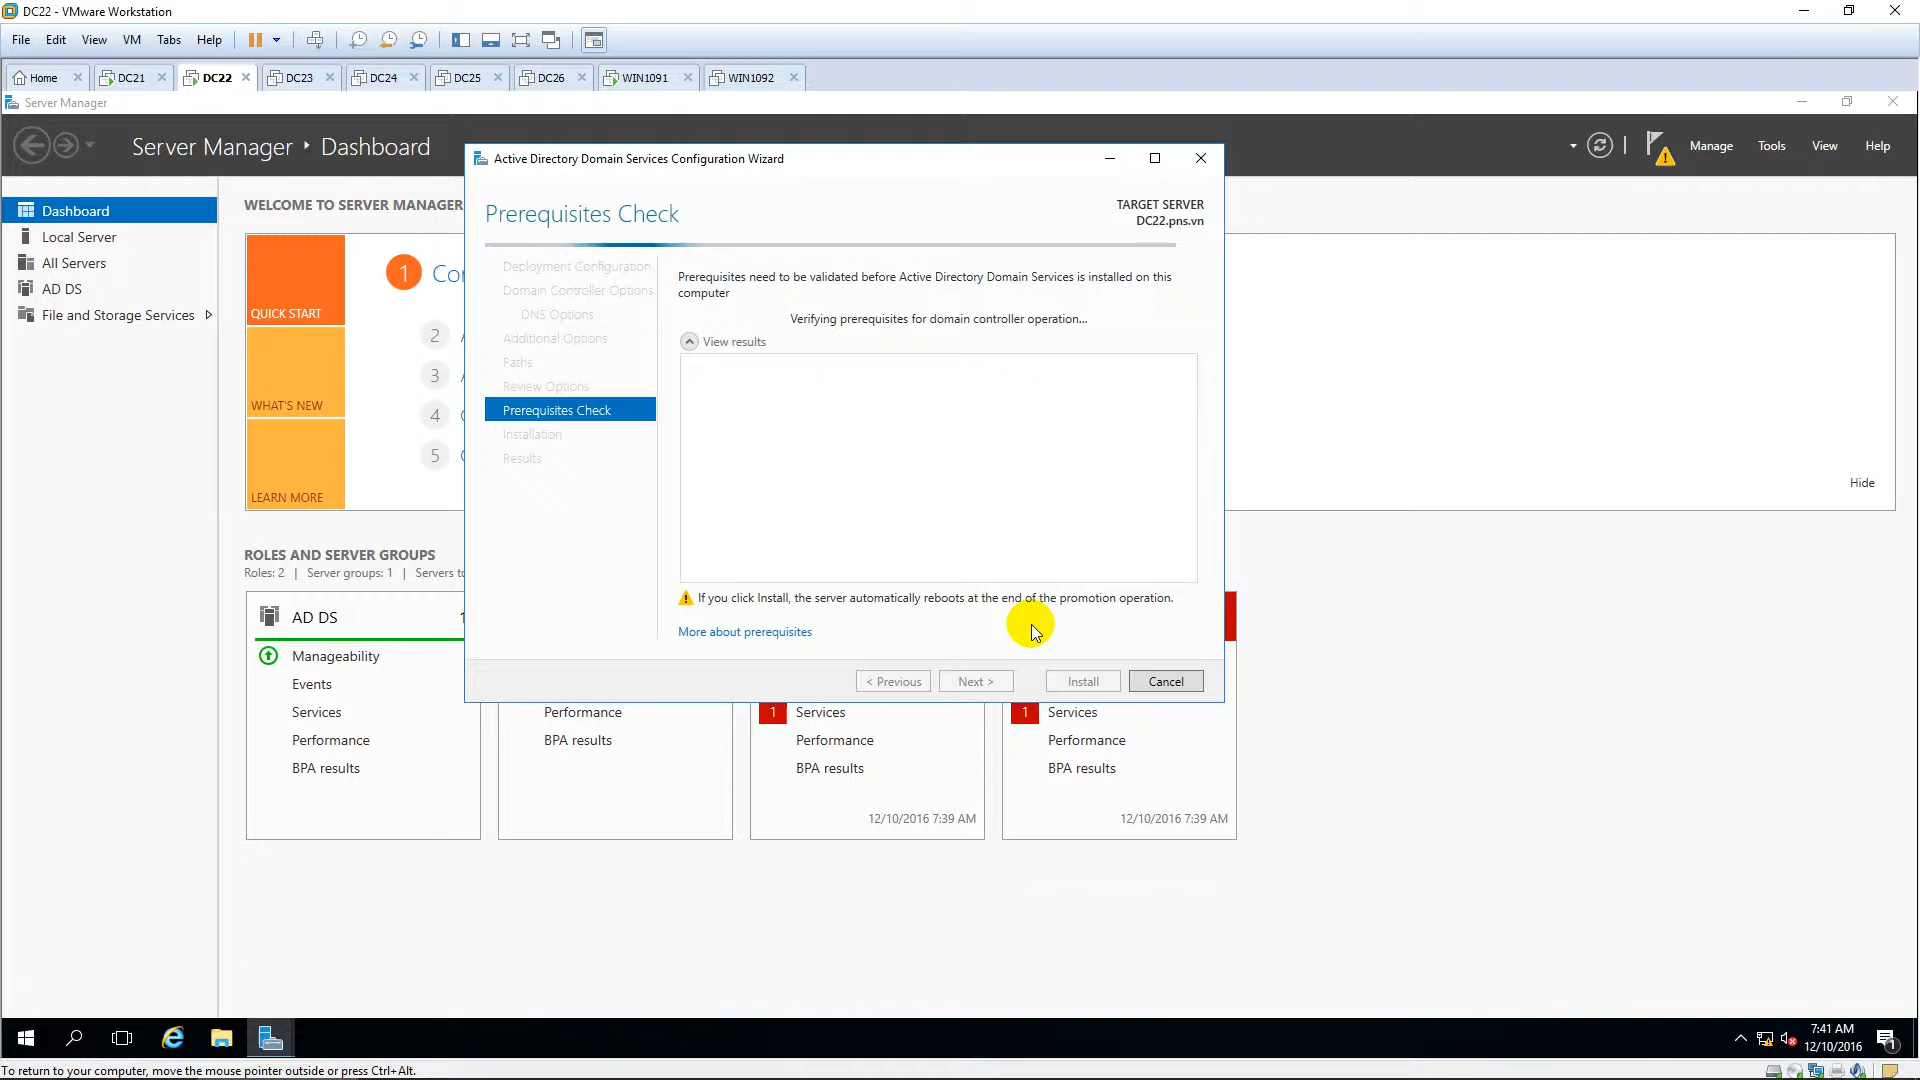 DC22 - VMware Workstation
File Edit View VM Tabs Help
Home DC21 DC22 DC23 DC24 DC25 DC26 WIN1091 WIN1092
Server Manager
Server Manager Dashboard
Manage Tools View Help
Dashboard
Local Server
All Servers
AD DS
File and Storage Services
WELCOME TO SERVER MANAGER
QUICK START
WHAT'S NEW
LEARN MORE
1 Co
2
3
4
5
Hide
ROLES AND SERVER GROUPS
Roles: 2 | Server groups: 1 | Servers to
AD DS 1
Manageability
Events
Services
Performance
BPA results
Performance
BPA results
1 Services
Performance
BPA results
12/10/2016 7:39 AM
1 Services
Performance
BPA results
12/10/2016 7:39 AM
Active Directory Domain Services Configuration Wizard
Prerequisites Check
TARGET SERVER
DC22.pns.vn
Deployment Configuration
Domain Controller Options
DNS Options
Additional Options
Paths
Review Options
Prerequisites Check
Installation
Results
Prerequisites need to be validated before Active Directory Domain Services is installed on this
computer
Verifying prerequisites for domain controller operation...
View results
If you click Install, the server automatically reboots at the end of the promotion operation.
More about prerequisites
< Previous Next > Install Cancel
7:41 AM
12/10/2016
1
To return to your computer, move the mouse pointer outside or press Ctrl+Alt.